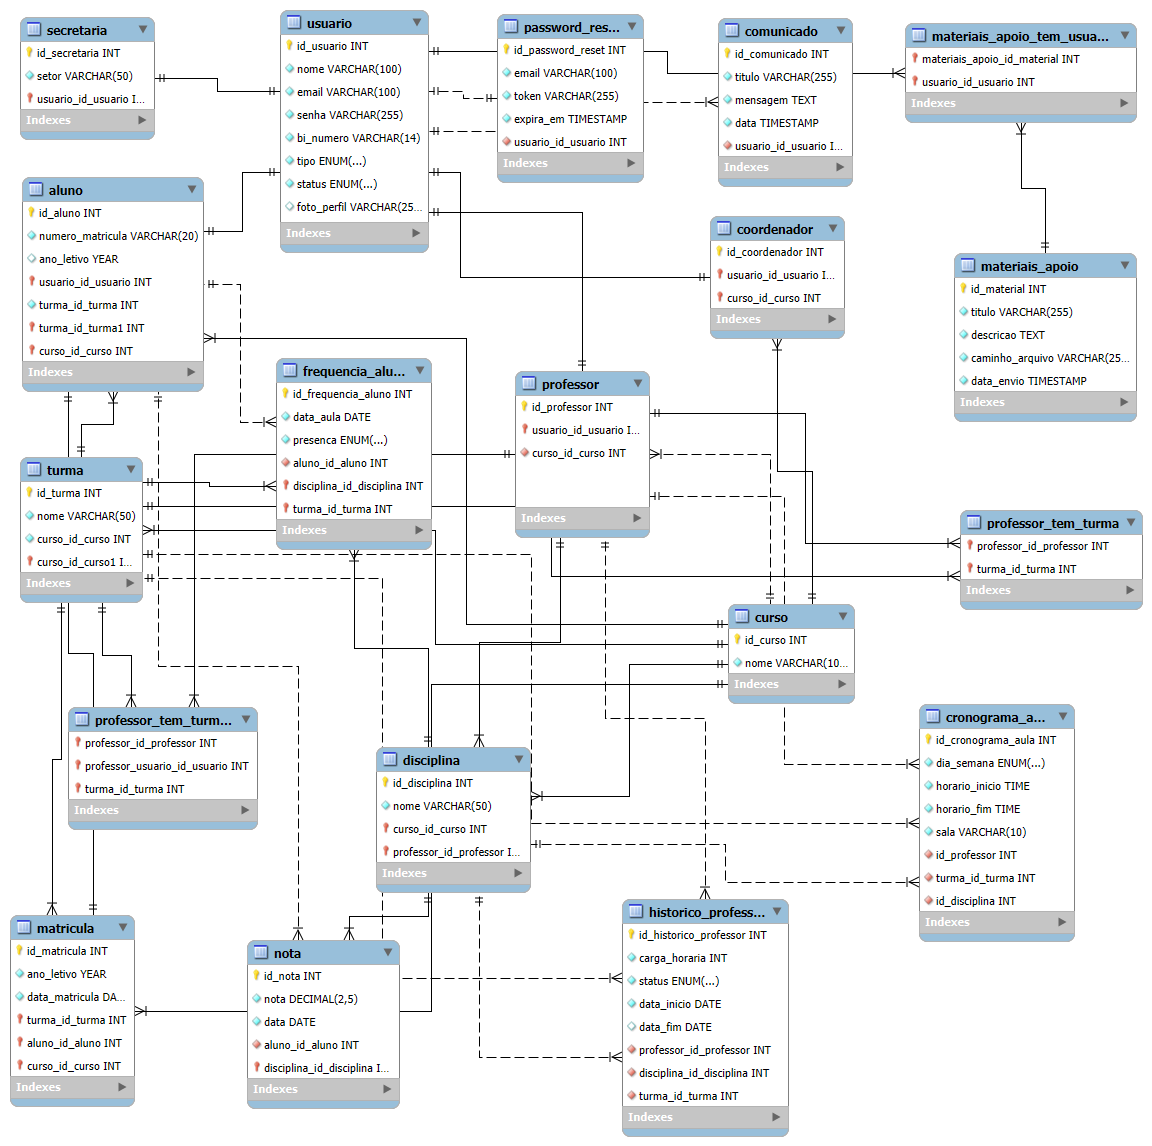 secretaria
id_secretaria INT
setor VARCHAR(50)
usuario_id_usuario I...
Indexes
usuario
id_usuario INT
nome VARCHAR(100)
email VARCHAR(100)
senha VARCHAR(255)
bi_numero VARCHAR(14)
tipo ENUM(...)
status ENUM(...)
foto_perfil VARCHAR(25...
Indexes
password_res...
id_password_reset INT
email VARCHAR(100)
token VARCHAR(255)
expira_em TIMESTAMP
usuario_id_usuario INT
Indexes
comunicado
id_comunicado INT
titulo VARCHAR(255)
mensagem TEXT
data TIMESTAMP
usuario_id_usuario I...
Indexes
materiais_apoio_tem_usua...
materiais_apoio_id_material INT
usuario_id_usuario INT
Indexes
aluno
id_aluno INT
numero_matricula VARCHAR(20)
ano_letivo YEAR
usuario_id_usuario INT
turma_id_turma INT
turma_id_turma1 INT
curso_id_curso INT
Indexes
coordenador
id_coordenador INT
usuario_id_usuario I...
curso_id_curso INT
Indexes
materiais_apoio
id_material INT
titulo VARCHAR(255)
descricao TEXT
caminho_arquivo VARCHAR(25...
data_envio TIMESTAMP
Indexes
frequencia_alu...
id_frequencia_aluno INT
data_aula DATE
presenca ENUM(...)
aluno_id_aluno INT
disciplina_id_disciplina INT
turma_id_turma INT
Indexes
professor
id_professor INT
usuario_id_usuario I...
curso_id_curso INT
Indexes
turma
id_turma INT
nome VARCHAR(50)
curso_id_curso INT
curso_id_curso1 I...
Indexes
professor_tem_turma
professor_id_professor INT
turma_id_turma INT
Indexes
curso
id_curso INT
nome VARCHAR(10...
Indexes
professor_tem_turm...
professor_id_professor INT
professor_usuario_id_usuario INT
turma_id_turma INT
Indexes
disciplina
id_disciplina INT
nome VARCHAR(50)
curso_id_curso INT
professor_id_professor I...
Indexes
cronograma_a...
id_cronograma_aula INT
dia_semana ENUM(...)
horario_inicio TIME
horario_fim TIME
sala VARCHAR(10)
id_professor INT
turma_id_turma INT
id_disciplina INT
Indexes
matricula
id_matricula INT
ano_letivo YEAR
data_matricula DA...
turma_id_turma INT
aluno_id_aluno INT
curso_id_curso INT
Indexes
nota
id_nota INT
nota DECIMAL(2,5)
data DATE
aluno_id_aluno INT
disciplina_id_disciplina I...
Indexes
historico_profess...
id_historico_professor INT
carga_horaria INT
status ENUM(...)
data_inicio DATE
data_fim DATE
professor_id_professor INT
disciplina_id_disciplina INT
turma_id_turma INT
Indexes